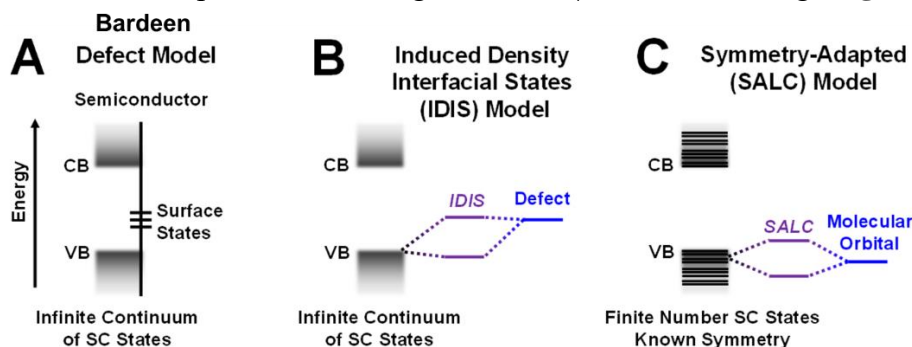 A
Bardeen
Defect Model
Semiconductor
Energy
CB
VB
Surface
States
Infinite Continuum
of SC States
B
Induced Density
Interfacial States
(IDIS) Model
CB
VB
IDIS
Defect
Infinite Continuum
of SC States
C
Symmetry-Adapted
(SALC) Model
CB
VB
SALC
Molecular
Orbital
Finite Number SC States
Known Symmetry